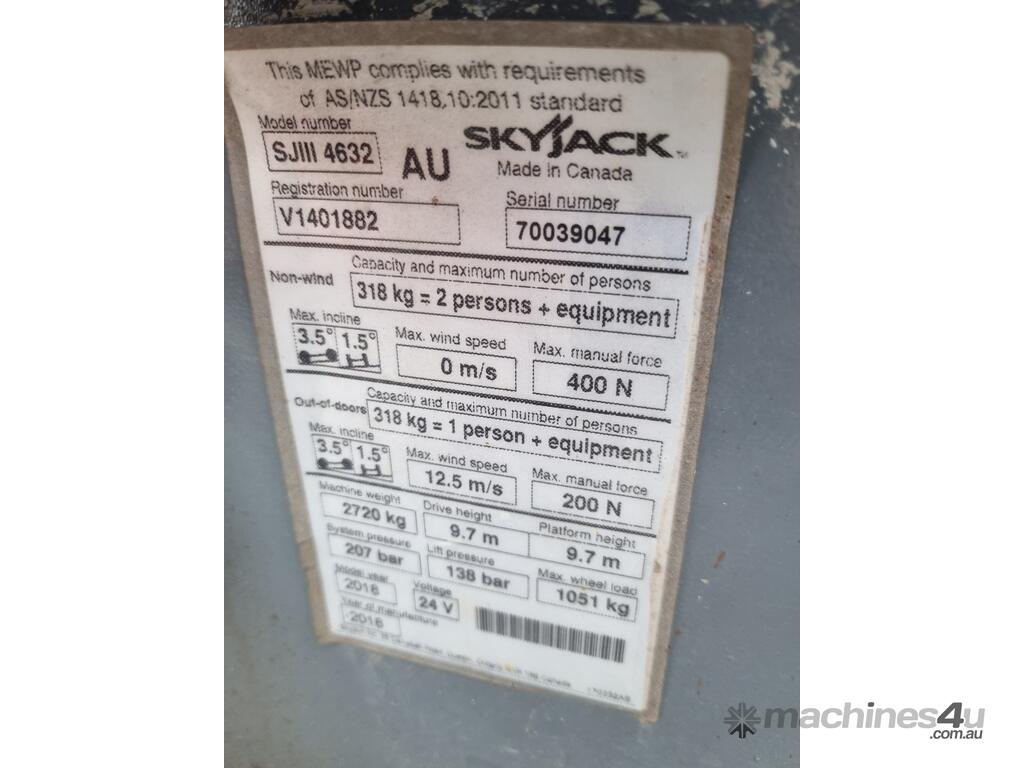 This MEWP complies with requirements
of AS/NZS 1418.10:2011 standard
Model number
SJIII 4632
AU
SKYJACK
Made in Canada
Registration number
V1401882
Serial number
70039047
Non-wind
Capacity and maximum number of persons
318 kg = 2 persons + equipment
Max. incline
3.5° 1.5°
Max. wind speed
0 m/s
Max. manual force
400 N
Out-of-doors
Capacity and maximum number of persons
318 kg = 1 person + equipment
Max. incline
3.5° 1.5°
Max. wind speed
12.5 m/s
Max. manual force
200 N
Machine weight
2720 kg
Drive height
9.7 m
Platform height
9.7 m
System pressure
207 bar
Lift pressure
138 bar
Max. wheel load
1051 kg
Model year
Voltage
24 V
Year of manufacture
machines4u
.com.au